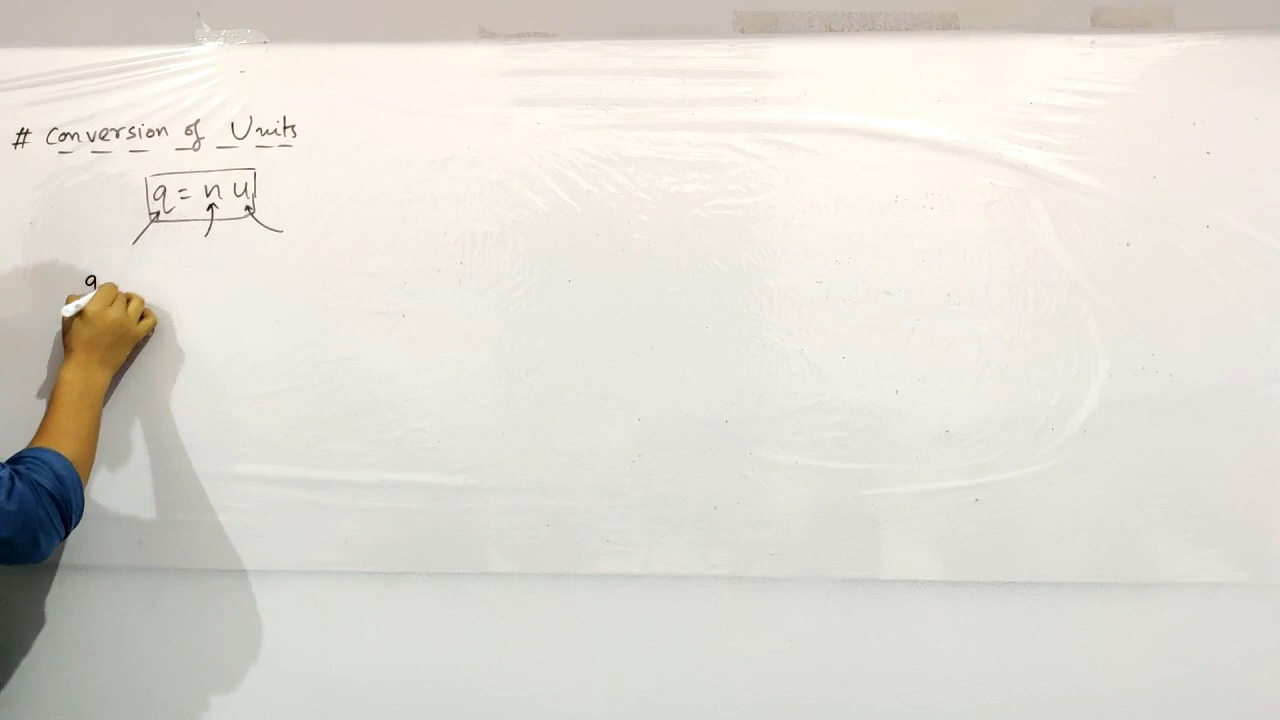 # Conversion of Units
q = n u
q